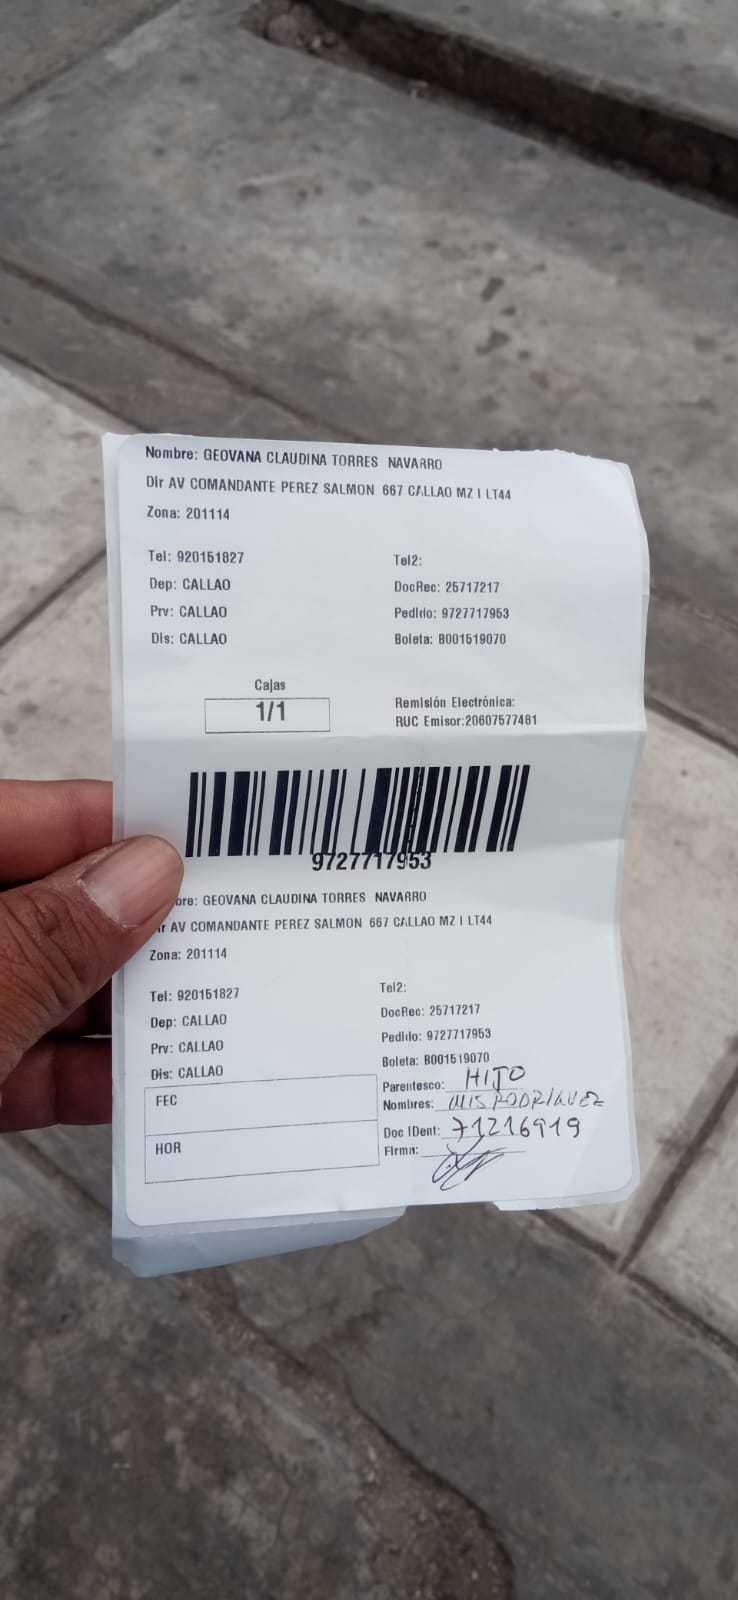 Nombre: GEOVANA CLAUDINA TORRES NAVARRO
Dir AV COMANDANTE PEREZ SALMON 667 CALLAO MZ I LT44
Zona: 201114
Tel: 920151827 Tel2:
Dep: CALLAO DocRec: 25717217
Prv: CALLAO Pedido: 9727717953
Dis: CALLAO Boleta: B001519070
Cajas
1/1
Remisión Electrónica:
RUC Emisor:20607577481
9727717953
ore: GEOVANA CLAUDINA TORRES NAVARRO
ir AV COMANDANTE PEREZ SALMON 667 CALLAO MZ I LT44
Zona: 201114
Tel: 920151827 Tel2:
Dep: CALLAO DocRec: 25717217
Prv: CALLAO Pedido: 9727717953
Dis: CALLAO Boleta: B001519070
FEC Parentesco: HIJO
Nombres: RODRIGUEZ
HOR Doc IDent: 71216919
Firma: